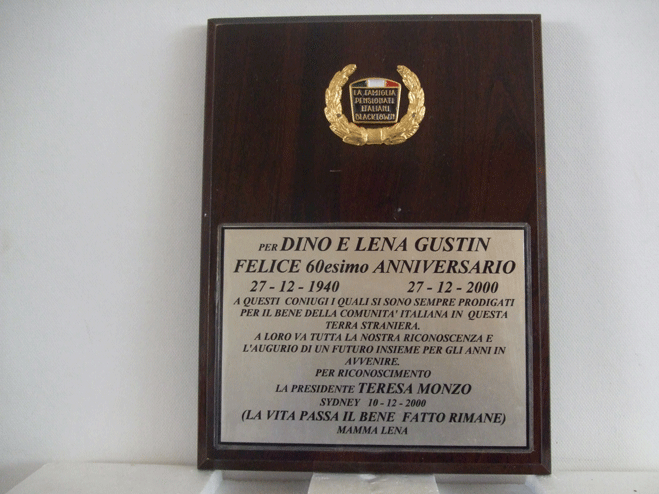 LA FAMIGLIA
PENSIONATI
ITALIANI
BLACKTOWN
PER DINO E LENA GUSTIN
FELICE 60esimo ANNIVERSARIO
27 - 12 - 1940 27 - 12 - 2000
A QUESTI CONIUGI I QUALI SI SONO SEMPRE PRODIGATI
PER IL BENE DELLA COMUNITA' ITALIANA IN QUESTA
TERRA STRANIERA.
A LORO VA TUTTA LA NOSTRA RICONOSCENZA E
L'AUGURIO DI UN FUTURO INSIEME PER GLI ANNI IN
AVVENIRE.
PER RICONOSCIMENTO
LA PRESIDENTE TERESA MONZO
SYDNEY 10 - 12 - 2000
(LA VITA PASSA IL BENE FATTO RIMANE)
MAMMA LENA